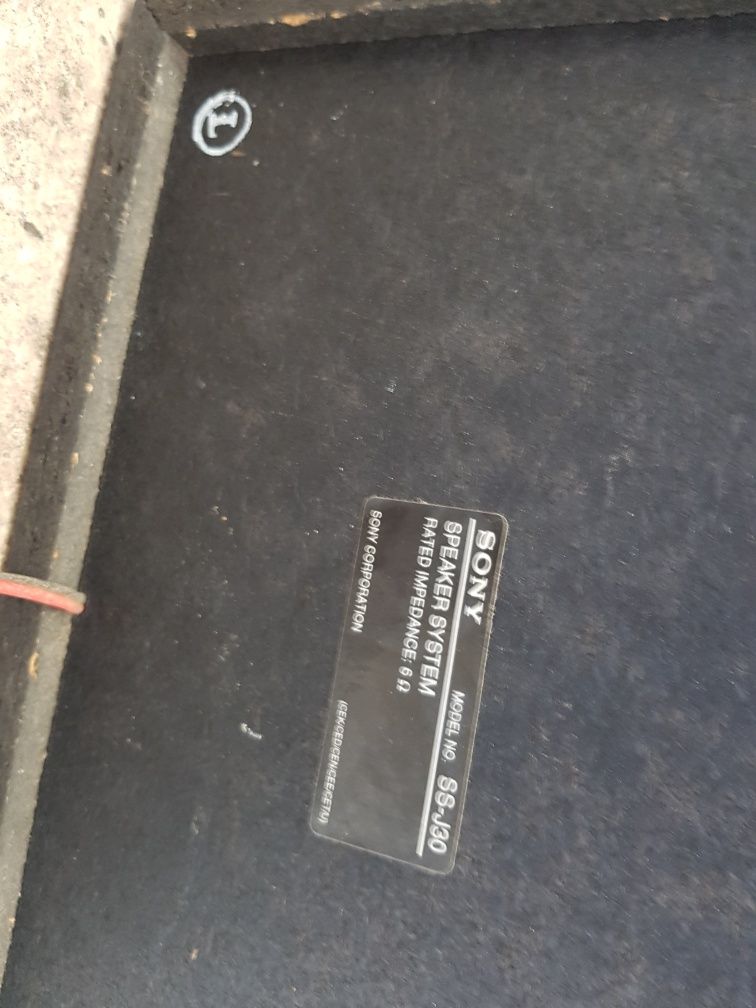 L
SONY MODEL NO. SS-J30
SPEAKER SYSTEM
RATED IMPEDANCE: 6 Ω
SONY CORPORATION